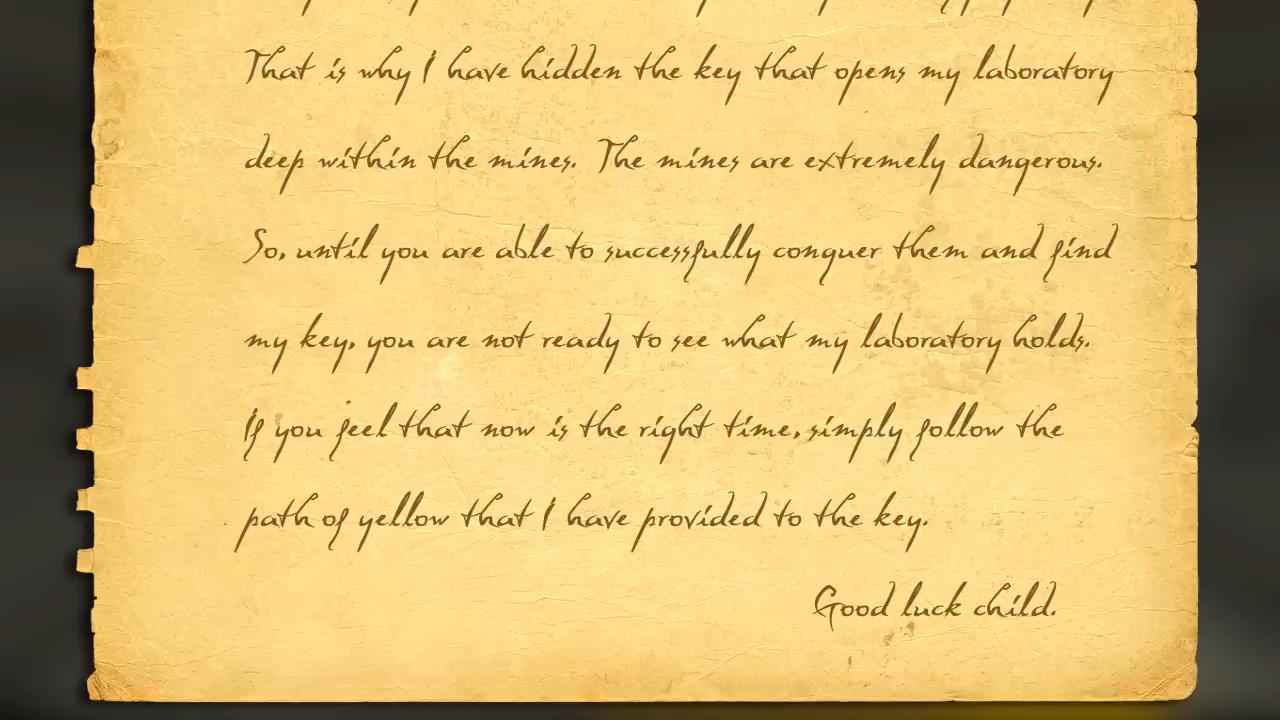 That is why I have hidden the key that opens my laboratory
deep within the mines. The mines are extremely dangerous.
So, until you are able to successfully conquer them and find
my key, you are not ready to see what my laboratory holds.
If you feel that now is the right time, simply follow the
path of yellow that I have provided to the key.
Good luck child.